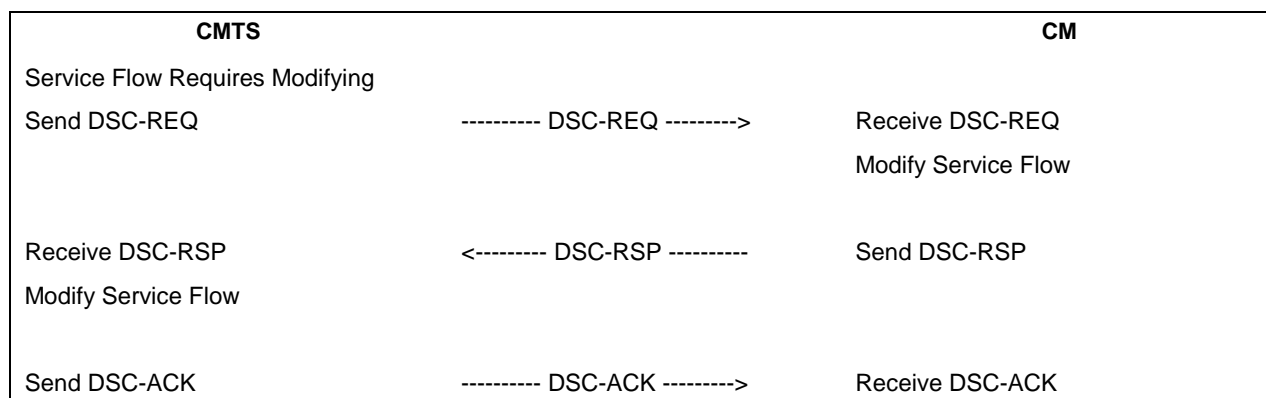 CMTS CM
Service Flow Requires Modifying
Send DSC-REQ ---------- DSC-REQ ---------> Receive DSC-REQ
Modify Service Flow
Receive DSC-RSP <--------- DSC-RSP ---------- Send DSC-RSP
Modify Service Flow
Send DSC-ACK ---------- DSC-ACK ---------> Receive DSC-ACK